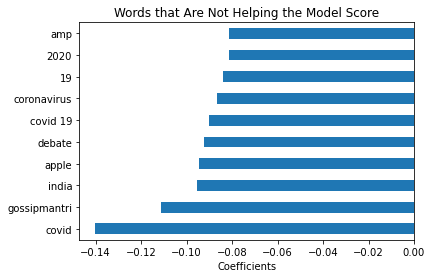 Words that Are Not Helping the Model Score
amp
2020
19
coronavirus
covid 19
debate
apple
india
gossipmantri
covid
−0.14 −0.12 −0.10 −0.08 −0.06 −0.04 −0.02 0.00
Coefficients